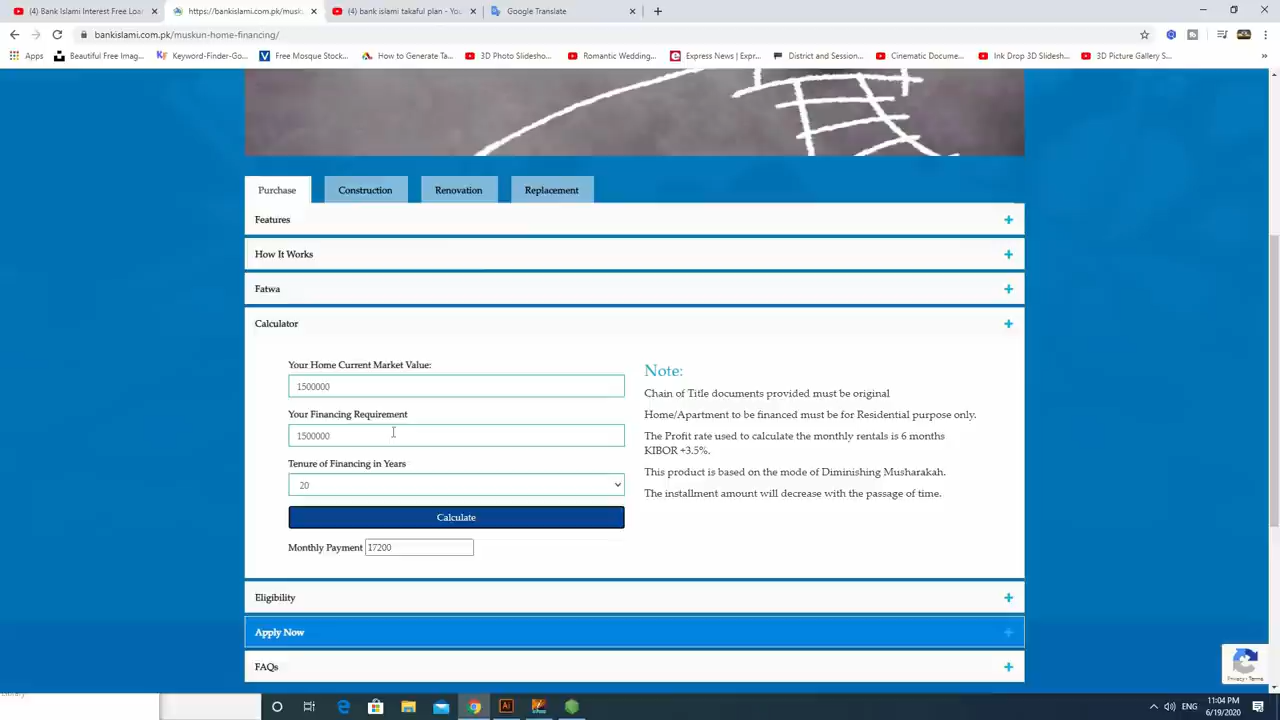 (4) Bank Islami Interest Free Loa
https://bankislami.com.pk/musk
(4) bank islami takaful plan - You
Google Translate
bankislami.com.pk/muskun-home-financing/
Apps
Beautiful Free Imag...
Keyword-Finder-Go...
Free Mosque Stock...
How to Generate Ta...
3D Photo Slidesho...
Romantic Wedding...
Express News | Expr...
District and Session...
Cinematic Docume...
Ink Drop 3D Slidesh...
3D Picture Gallery S...
Purchase
Construction
Renovation
Replacement
Features
How It Works
Fatwa
Calculator
Your Home Current Market Value:
1500000
Your Financing Requirement
1500000
Tenure of Financing in Years
20
Calculate
Monthly Payment 17200
Note:
Chain of Title documents provided must be original
Home/Apartment to be financed must be for Residential purpose only.
The Profit rate used to calculate the monthly rentals is 6 months
KIBOR +3.5%.
This product is based on the mode of Diminishing Musharakah.
The installment amount will decrease with the passage of time.
Eligibility
Apply Now
FAQs
Privacy - Terms
ENG
11:04 PM
6/19/2020